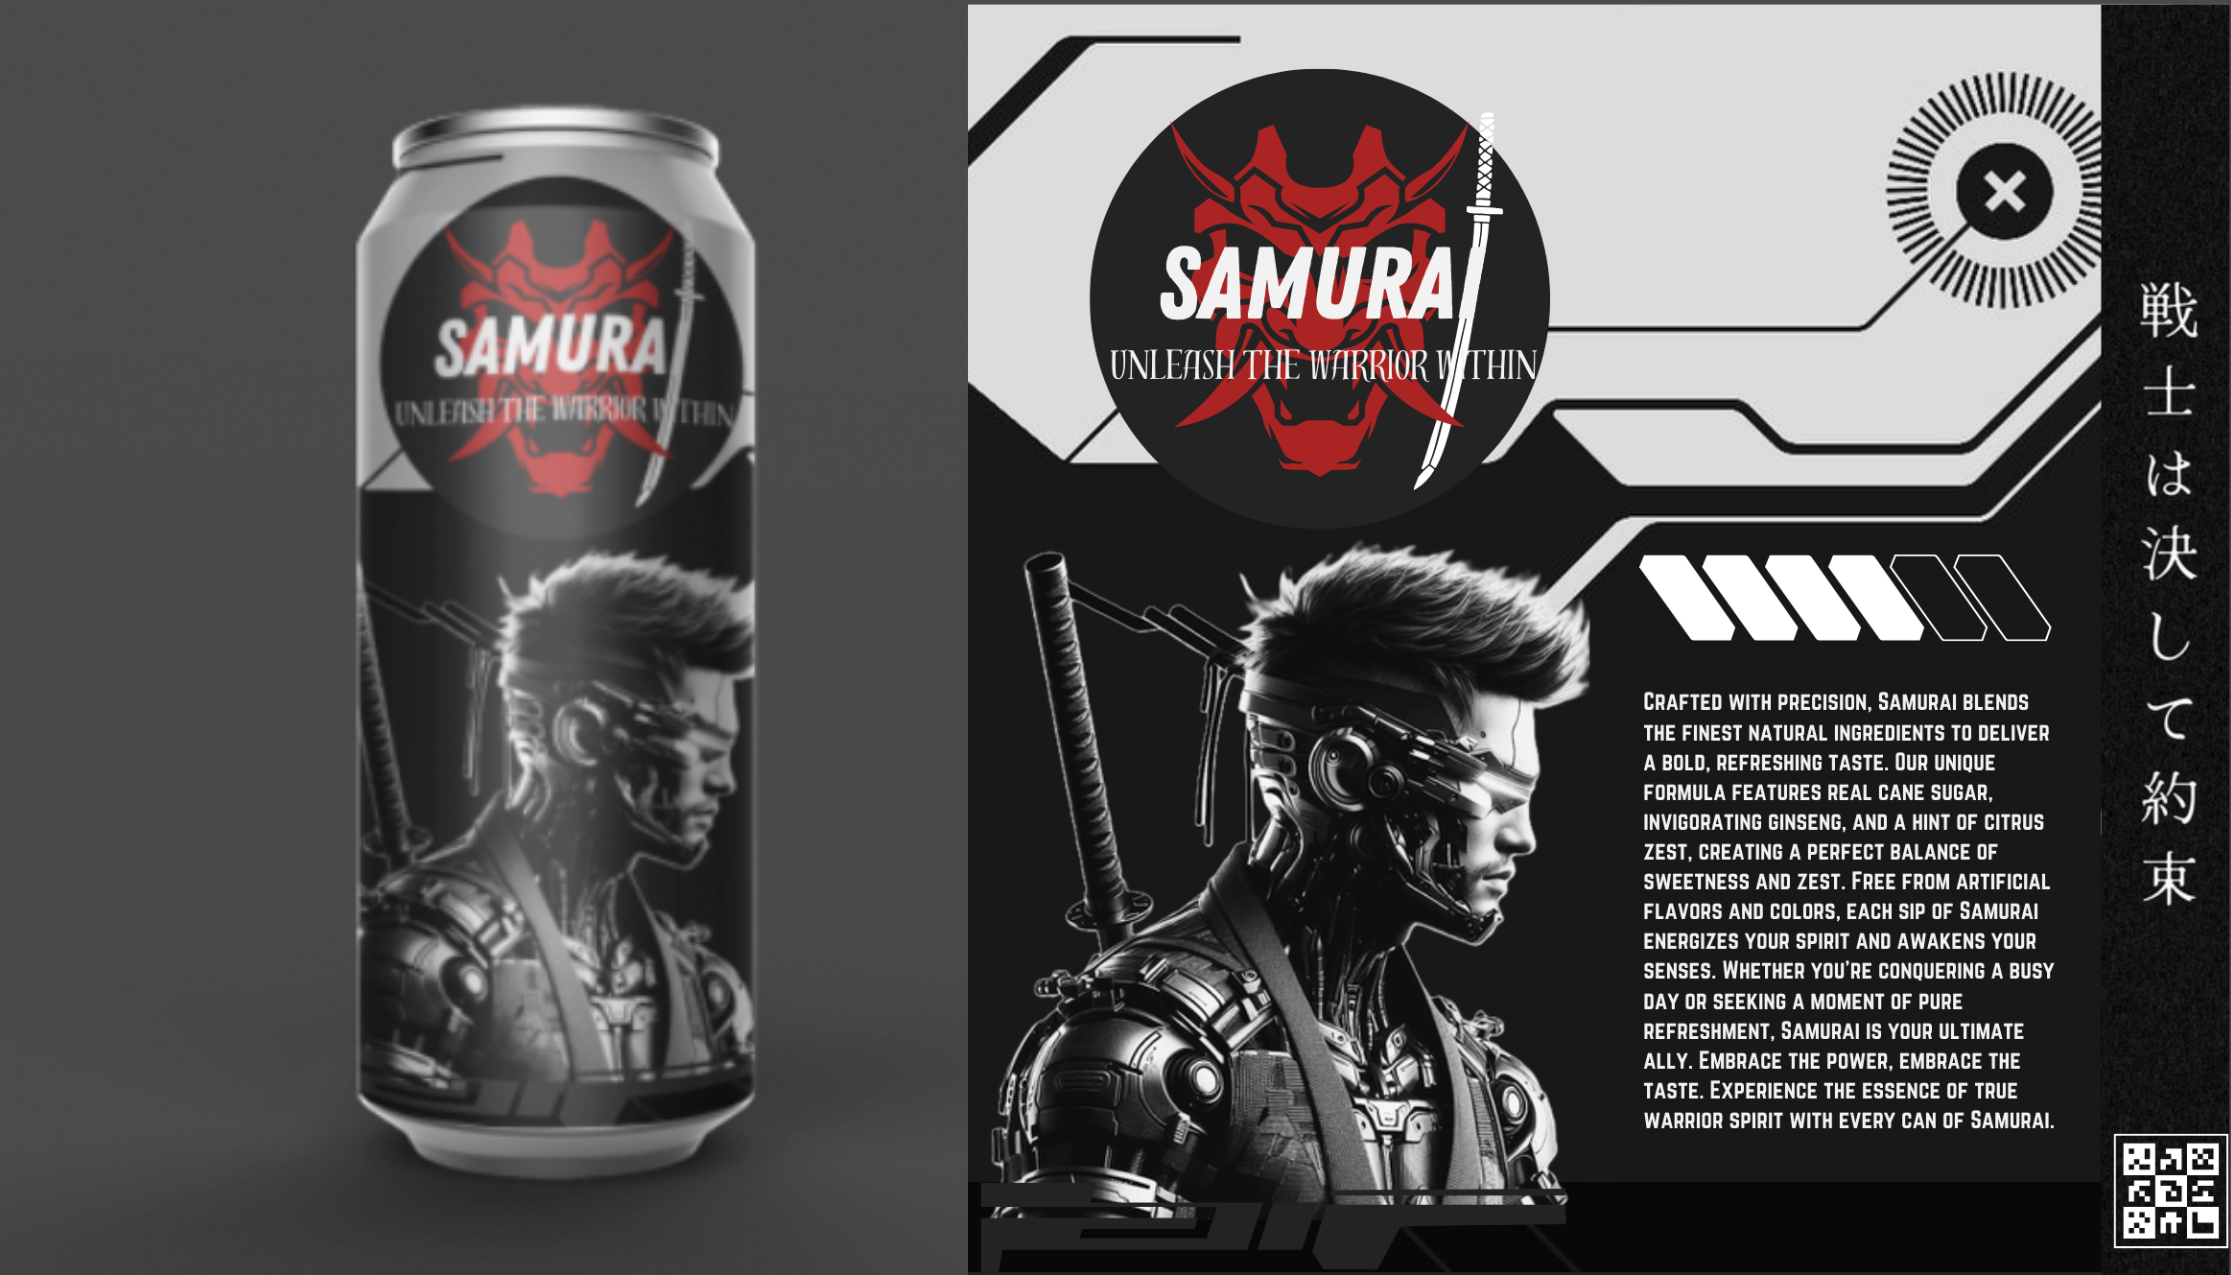 SAMURA
UNLEASH THE WARRIOR WITHIN
SAMURAI
UNLEASH THE WARRIOR WITHIN
Crafted with precision, Samurai blends
the finest natural ingredients to deliver
a bold, refreshing taste. Our unique
formula features real cane sugar,
invigorating ginseng, and a hint of citrus
zest, creating a perfect balance of
sweetness and zest. Free from artificial
flavors and colors, each sip of Samurai
energizes your spirit and awakens your
senses. Whether you're conquering a busy
day or seeking a moment of pure
refreshment, Samurai is your ultimate
ally. Embrace the power, embrace the
taste. Experience the essence of true
warrior spirit with every can of Samurai.
戦士は決して約束